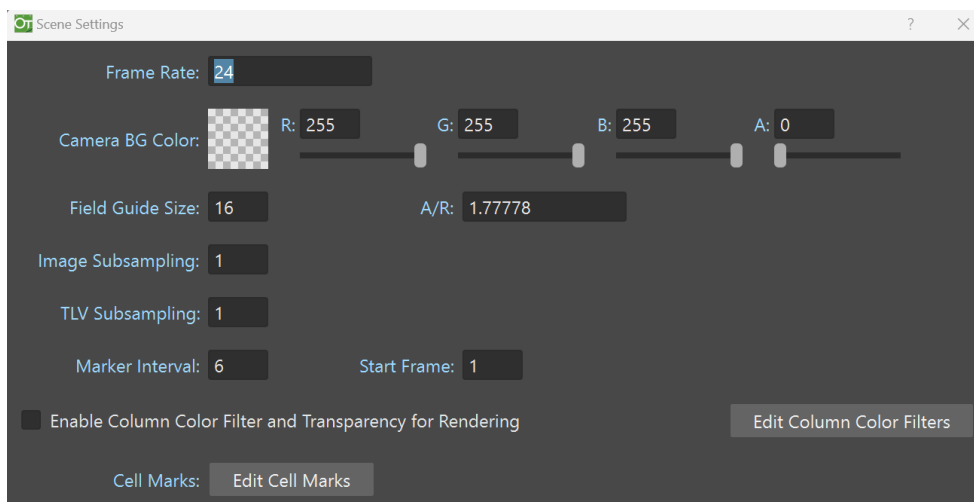 OT Scene Settings ?
Frame Rate: 24
Camera BG Color: R: 255 G: 255 B: 255 A: 0
Field Guide Size: 16 A/R: 1.77778
Image Subsampling: 1
TLV Subsampling: 1
Marker Interval: 6 Start Frame: 1
Enable Column Color Filter and Transparency for Rendering Edit Column Color Filters
Cell Marks: Edit Cell Marks